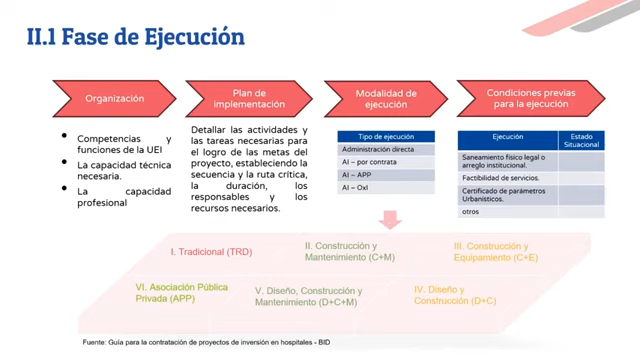 II.1 Fase de Ejecución
Organización
Plan de
implementación
Modalidad de
ejecución
Condiciones previas
para la ejecución
• Competencias y
funciones de la UEI
• La capacidad técnica
necesaria.
• La capacidad
profesional
Detallar las actividades y
las tareas necesarias para
el logro de las metas del
proyecto, estableciendo la
secuencia y la ruta crítica,
la duración, los
responsables y los
recursos necesarios.
Tipo de ejecución
Administración directa
AI – por contrata
AI – APP
AI – OxI
Ejecución
Estado
Situacional
Saneamiento físico legal o
arreglo institucional.
Factibilidad de servicios.
Certificado de parámetros
Urbanísticos.
otros
I. Tradicional (TRD)
II. Construcción y
Mantenimiento (C+M)
III. Construcción y
Equipamiento (C+E)
VI. Asociación Pública
Privada (APP)
V. Diseño, Construcción y
Mantenimiento (D+C+M)
IV. Diseño y
Construcción (D+C)
Fuente: Guía para la contratación de proyectos de inversión en hospitales - BID